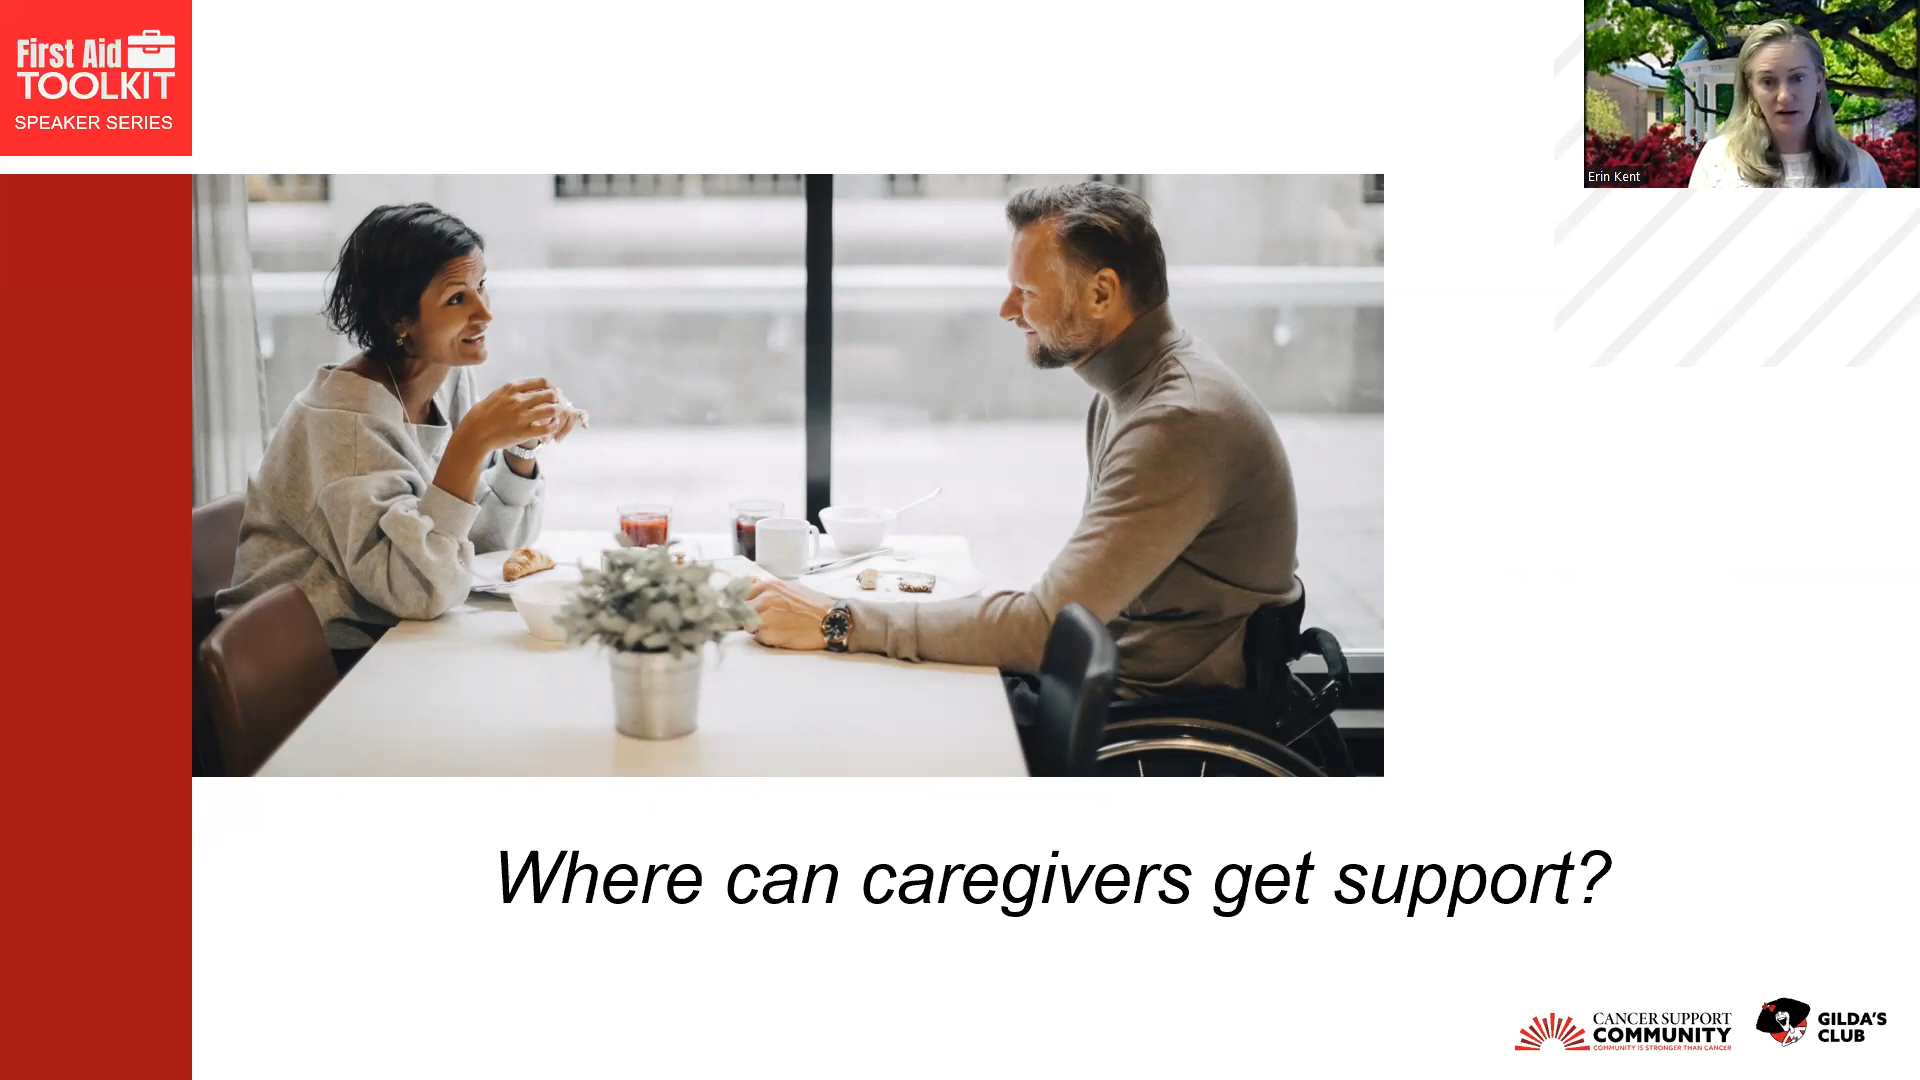 First Aid
TOOLKIT
SPEAKER SERIES
Erin Kent
Where can caregivers get support?
CANCER SUPPORT
COMMUNITY
COMMUNITY IS STRONGER THAN CANCER
GILDA'S
CLUB